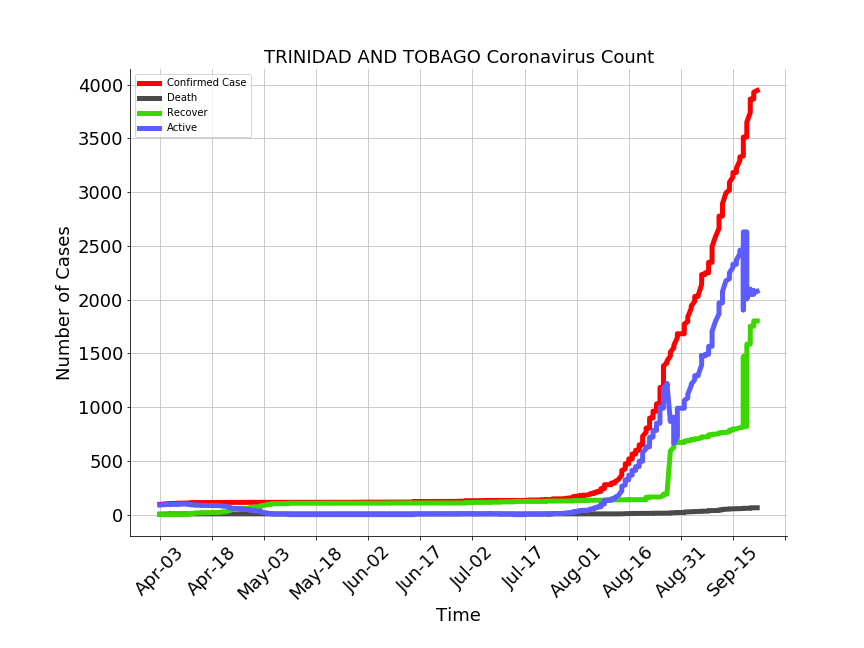 TRINIDAD AND TOBAGO Coronavirus Count
Confirmed Case
Death
Recover
Active
4000
3500
3000
2500
2000
1500
1000
500
0
Number of Cases
Apr-03
Apr-18
May-03
May-18
Jun-02
Jun-17
Jul-02
Jul-17
Aug-01
Aug-16
Aug-31
Sep-15
Time